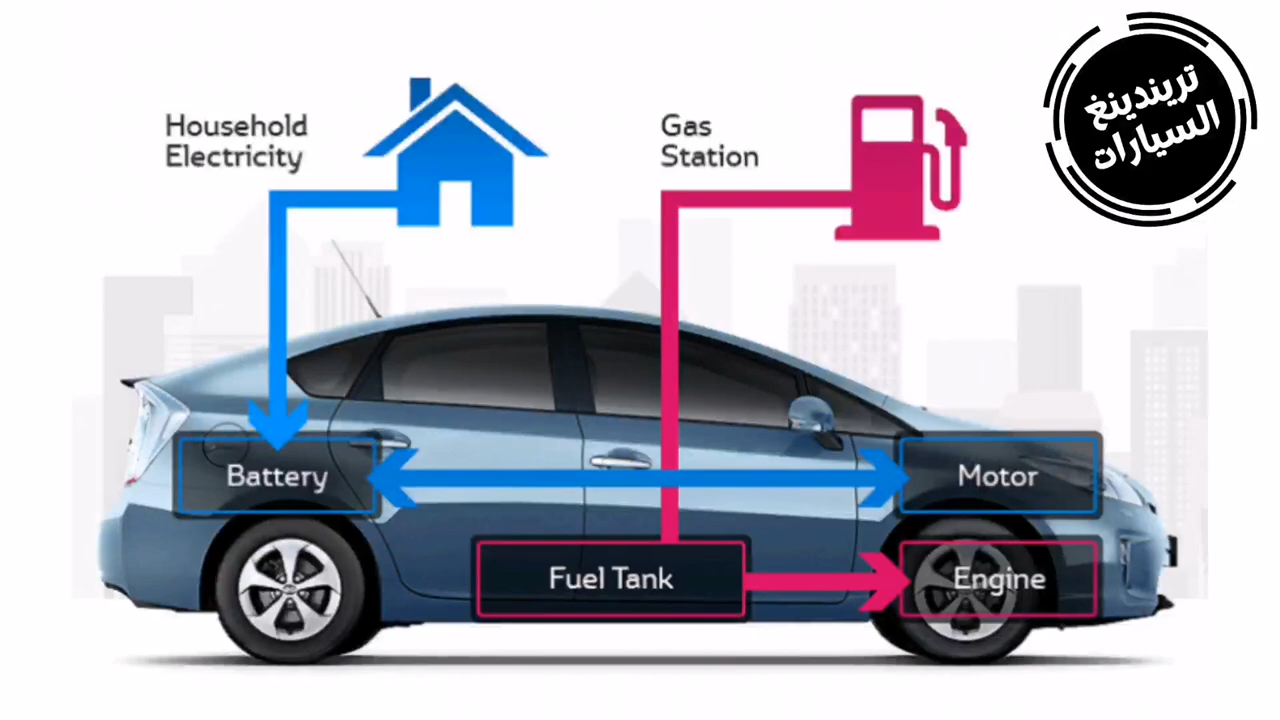 Household
Electricity
Gas
Station
تريندينغ
السيارات
Battery
Motor
Fuel Tank
Engine